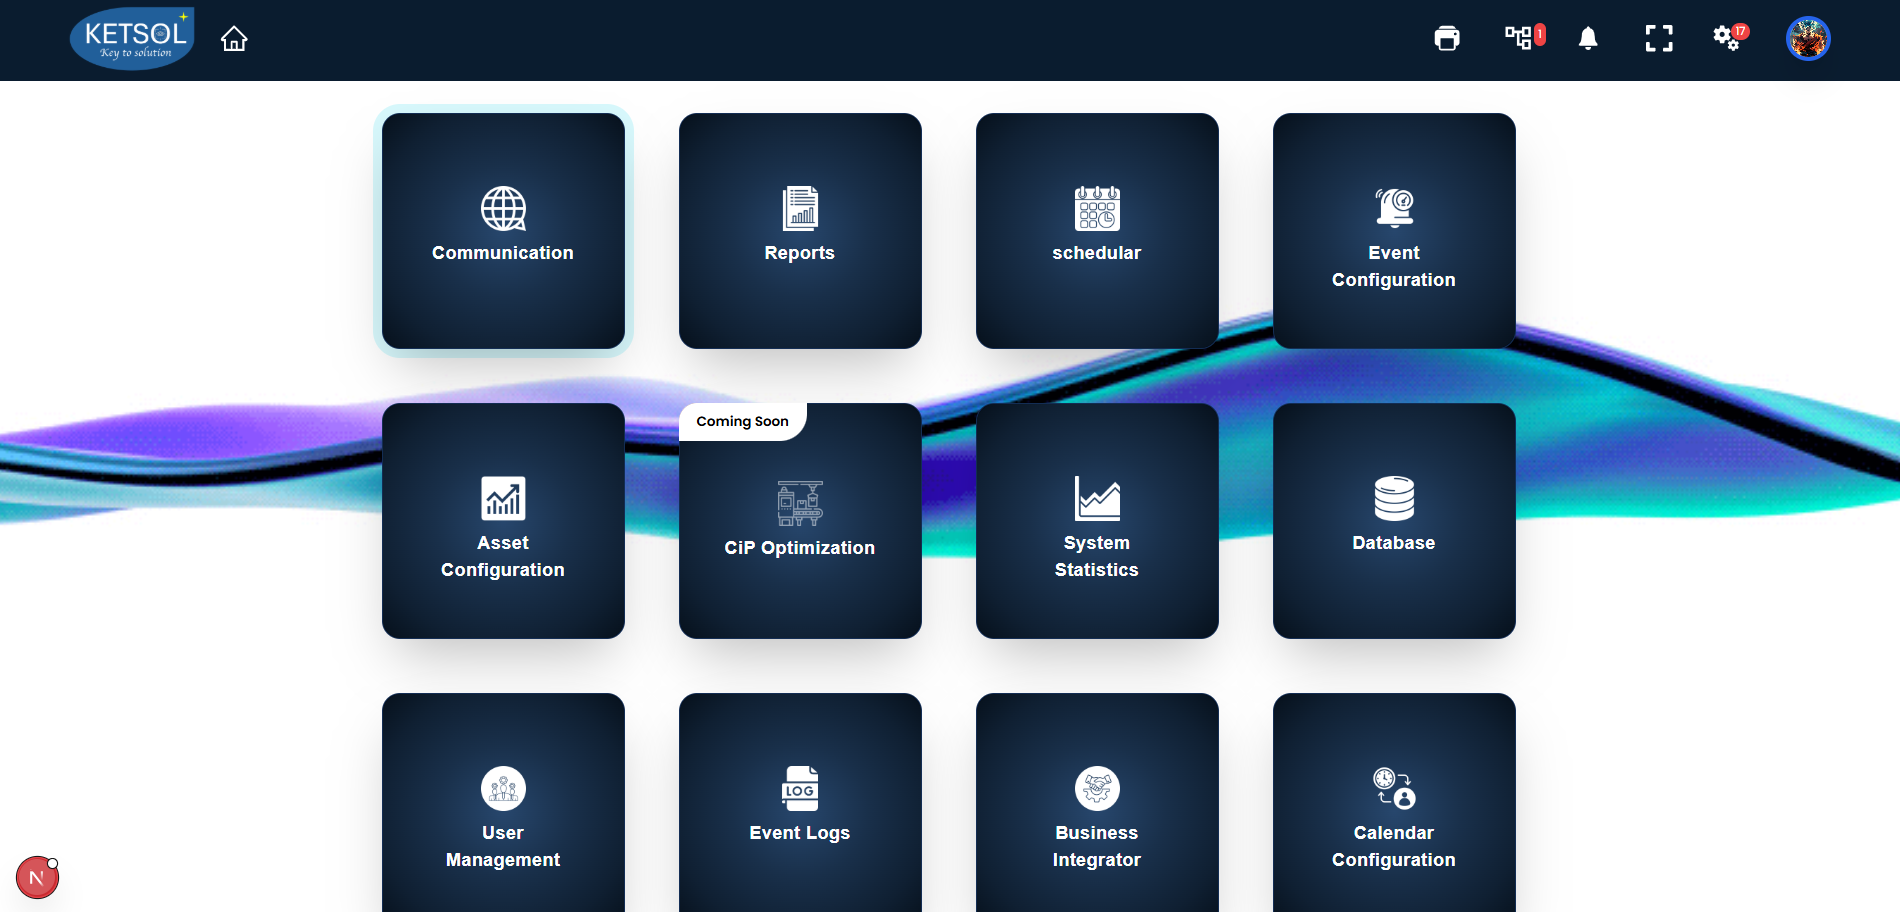 KETSOL
Key to solution
1
17
Communication
Reports
schedular
Event
Configuration
Asset
Configuration
Coming Soon
CiP Optimization
System
Statistics
Database
User
Management
LOG
Event Logs
Business
Integrator
Calendar
Configuration
N